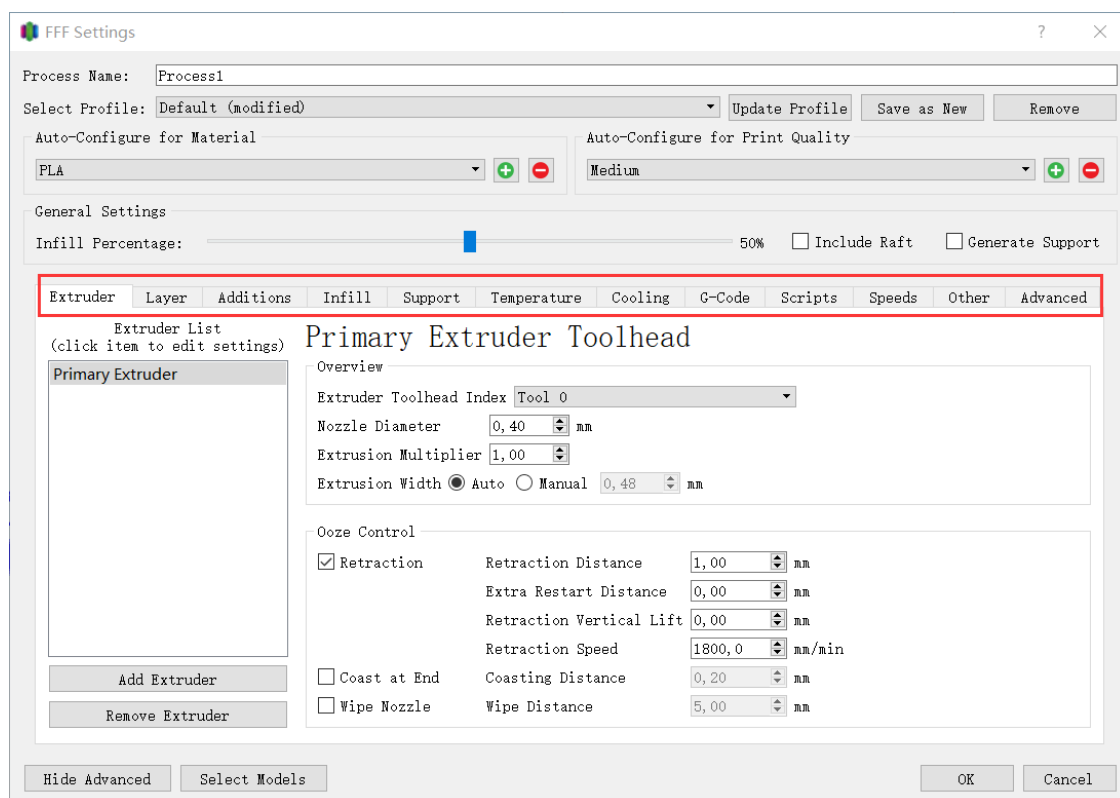 FFF Settings ?
Process Name: Process1
Select Profile: Default (modified) Update Profile Save as New Remove
Auto-Configure for Material Auto-Configure for Print Quality
PLA Medium
General Settings
Infill Percentage: 50% Include Raft Generate Support
Extruder Layer Additions Infill Support Temperature Cooling G-Code Scripts Speeds Other Advanced
Extruder List
(click item to edit settings)
Primary Extruder
Add Extruder
Remove Extruder
Primary Extruder Toolhead
Overview
Extruder Toolhead Index Tool 0
Nozzle Diameter 0,40 mm
Extrusion Multiplier 1,00
Extrusion Width Auto Manual 0,48 mm
Ooze Control
Retraction Retraction Distance 1,00 mm
Extra Restart Distance 0,00 mm
Retraction Vertical Lift 0,00 mm
Retraction Speed 1800,0 mm/min
Coast at End Coasting Distance 0,20 mm
Wipe Nozzle Wipe Distance 5,00 mm
Hide Advanced Select Models OK Cancel